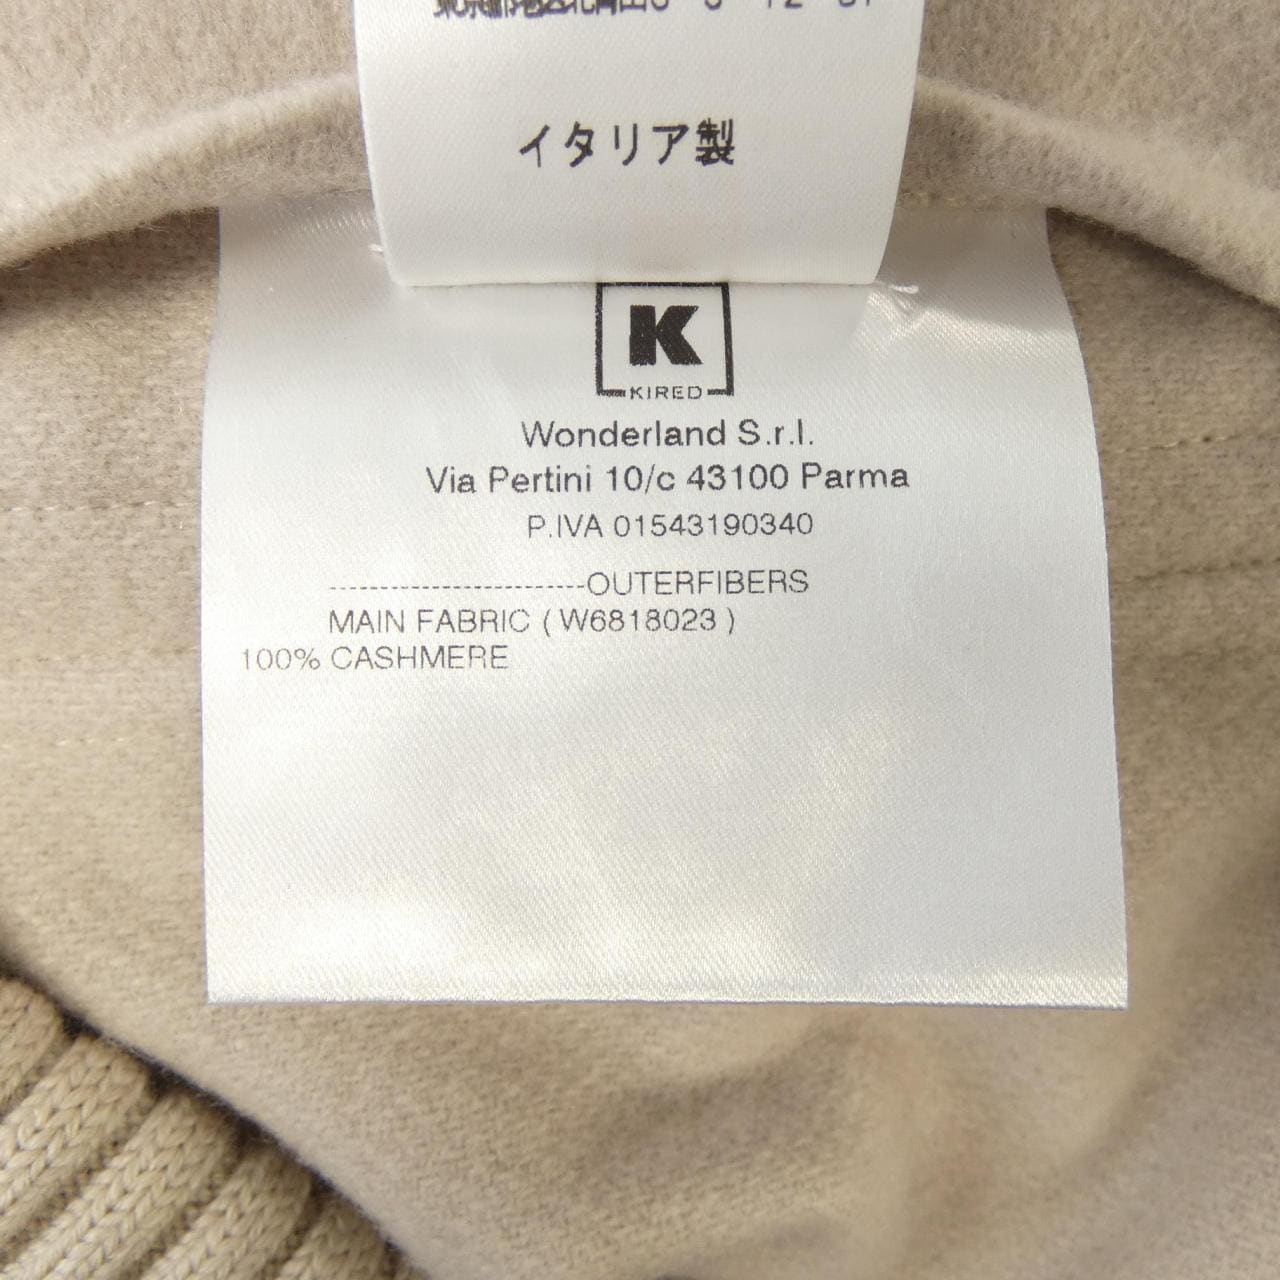 イタリア製
K
KIRED
Wonderland S.r.l.
Via Pertini 10/c 43100 Parma
P.IVA 01543190340
-------------------------OUTERFIBERS
MAIN FABRIC ( W6818023 )
100% CASHMERE